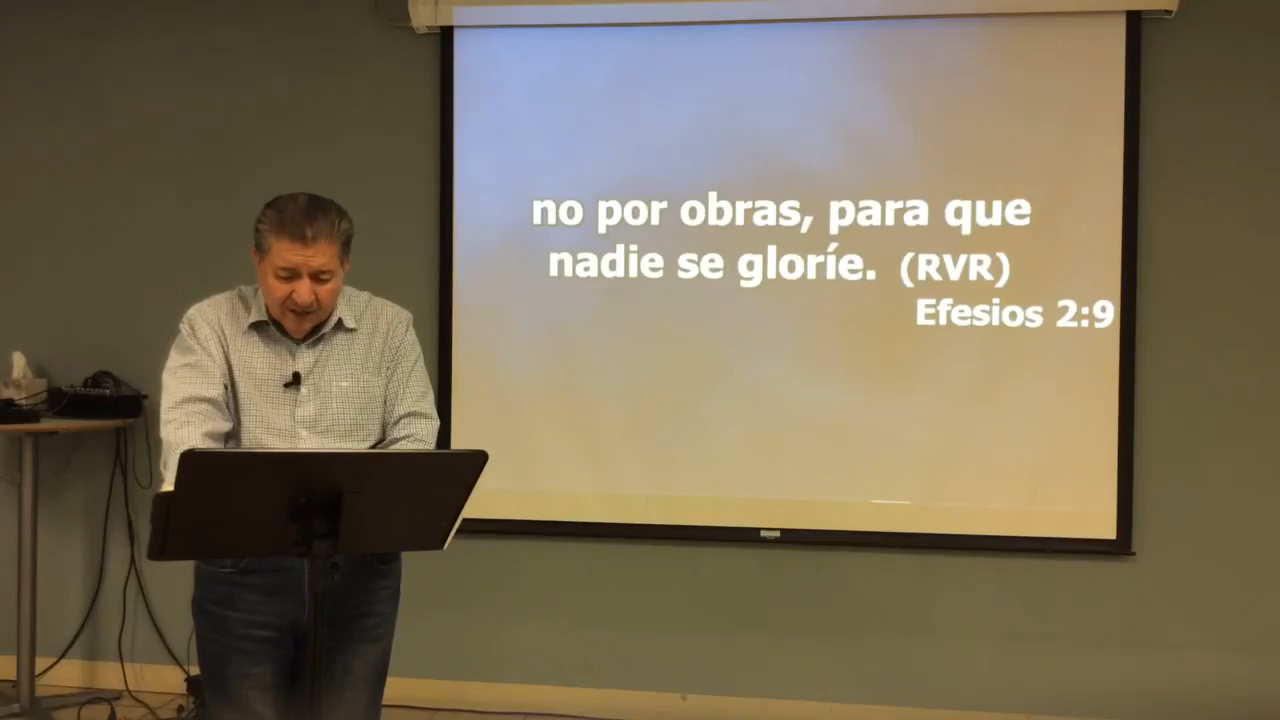 no por obras, para que
nadie se gloríe. (RVR)
Efesios 2:9